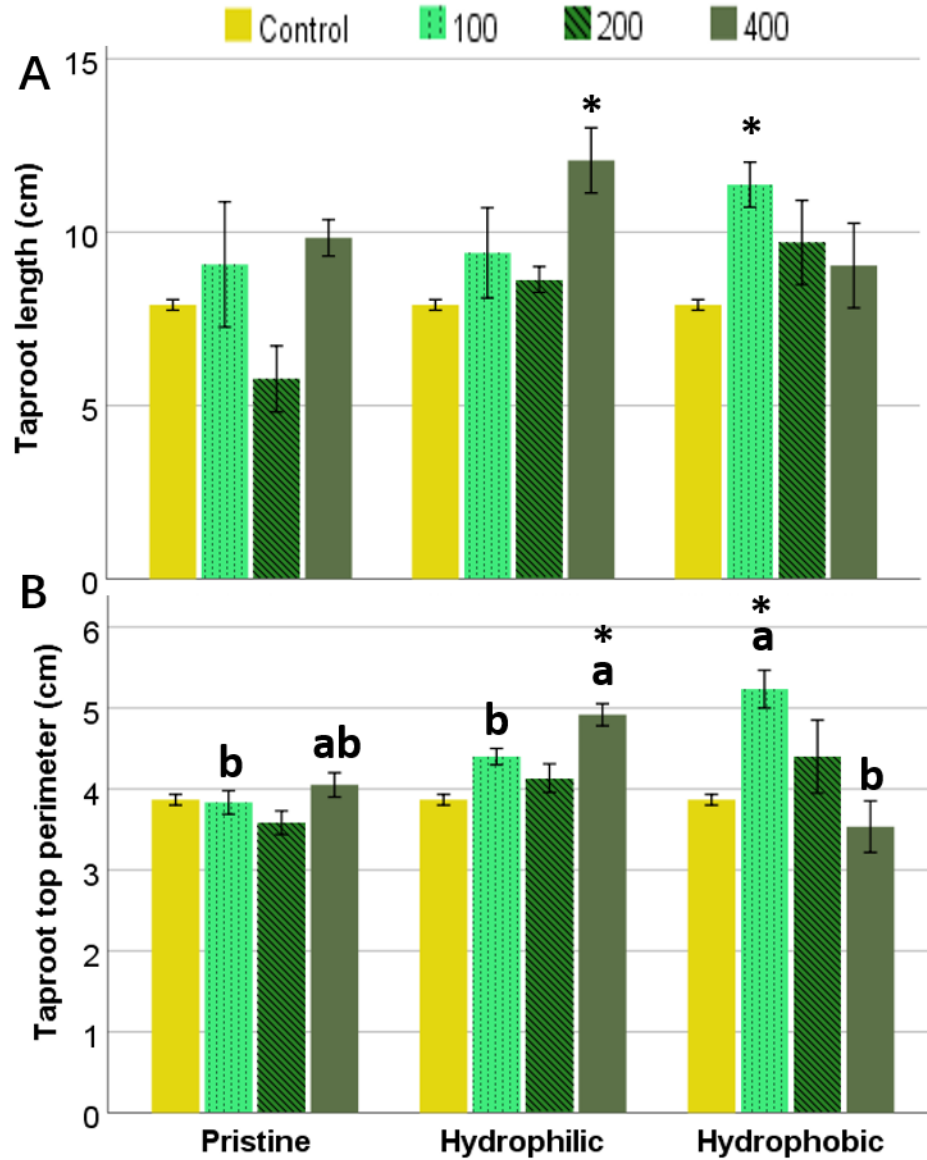 Control 100 200 400
A
15
* *
Taproot length (cm)
10
5
0
B
6
* *
a a
Taproot top perimeter (cm)
5
b ab b b
4
3
2
1
0
Pristine Hydrophilic Hydrophobic